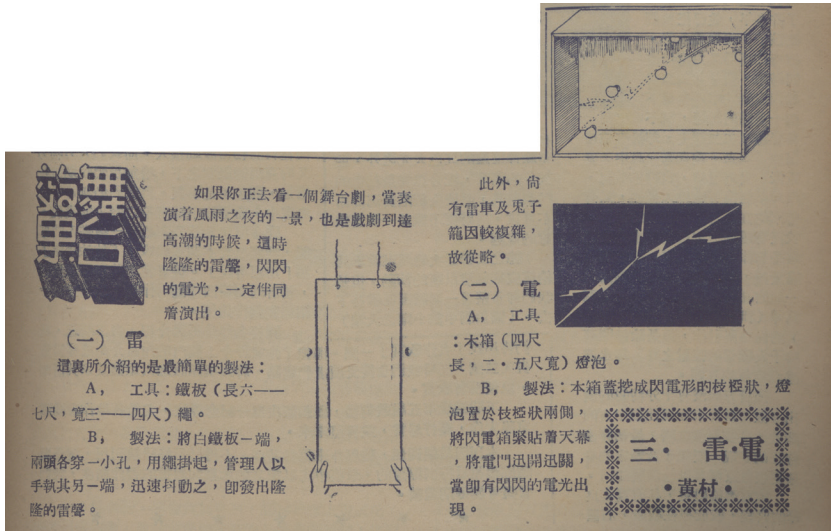 舞台
效果
如果你正去看一個舞台劇，當表
演着風雨之夜的一景，也是戲劇到達
高潮的時候，這時
隆隆的雷聲，閃閃
的電光，一定伴同
着演出。
（一） 雷
這裏所介紹的是最簡單的製法：
A， 工具：鐵板（長六——
七尺，寬三——四尺）繩。
B， 製法：將白鐵板一端，
兩頭各穿一小孔，用繩掛起，管理人以
手執其另一端，迅速抖動之，卽發出隆
隆的雷聲。
此外，尙
有雷車及兎子
籠因較複雜，
故從略。
（二） 電
A， 工具
：木箱（四尺
長，二·五尺寬）燈泡。
B， 製法：木箱蓋挖成閃電形的枝椏狀，燈
泡置於枝椏狀兩側，
將閃電箱緊貼着天幕
，將電門迅開迅關，
當卽有閃閃的電光出
現。
三· 雷·電
·黃村·